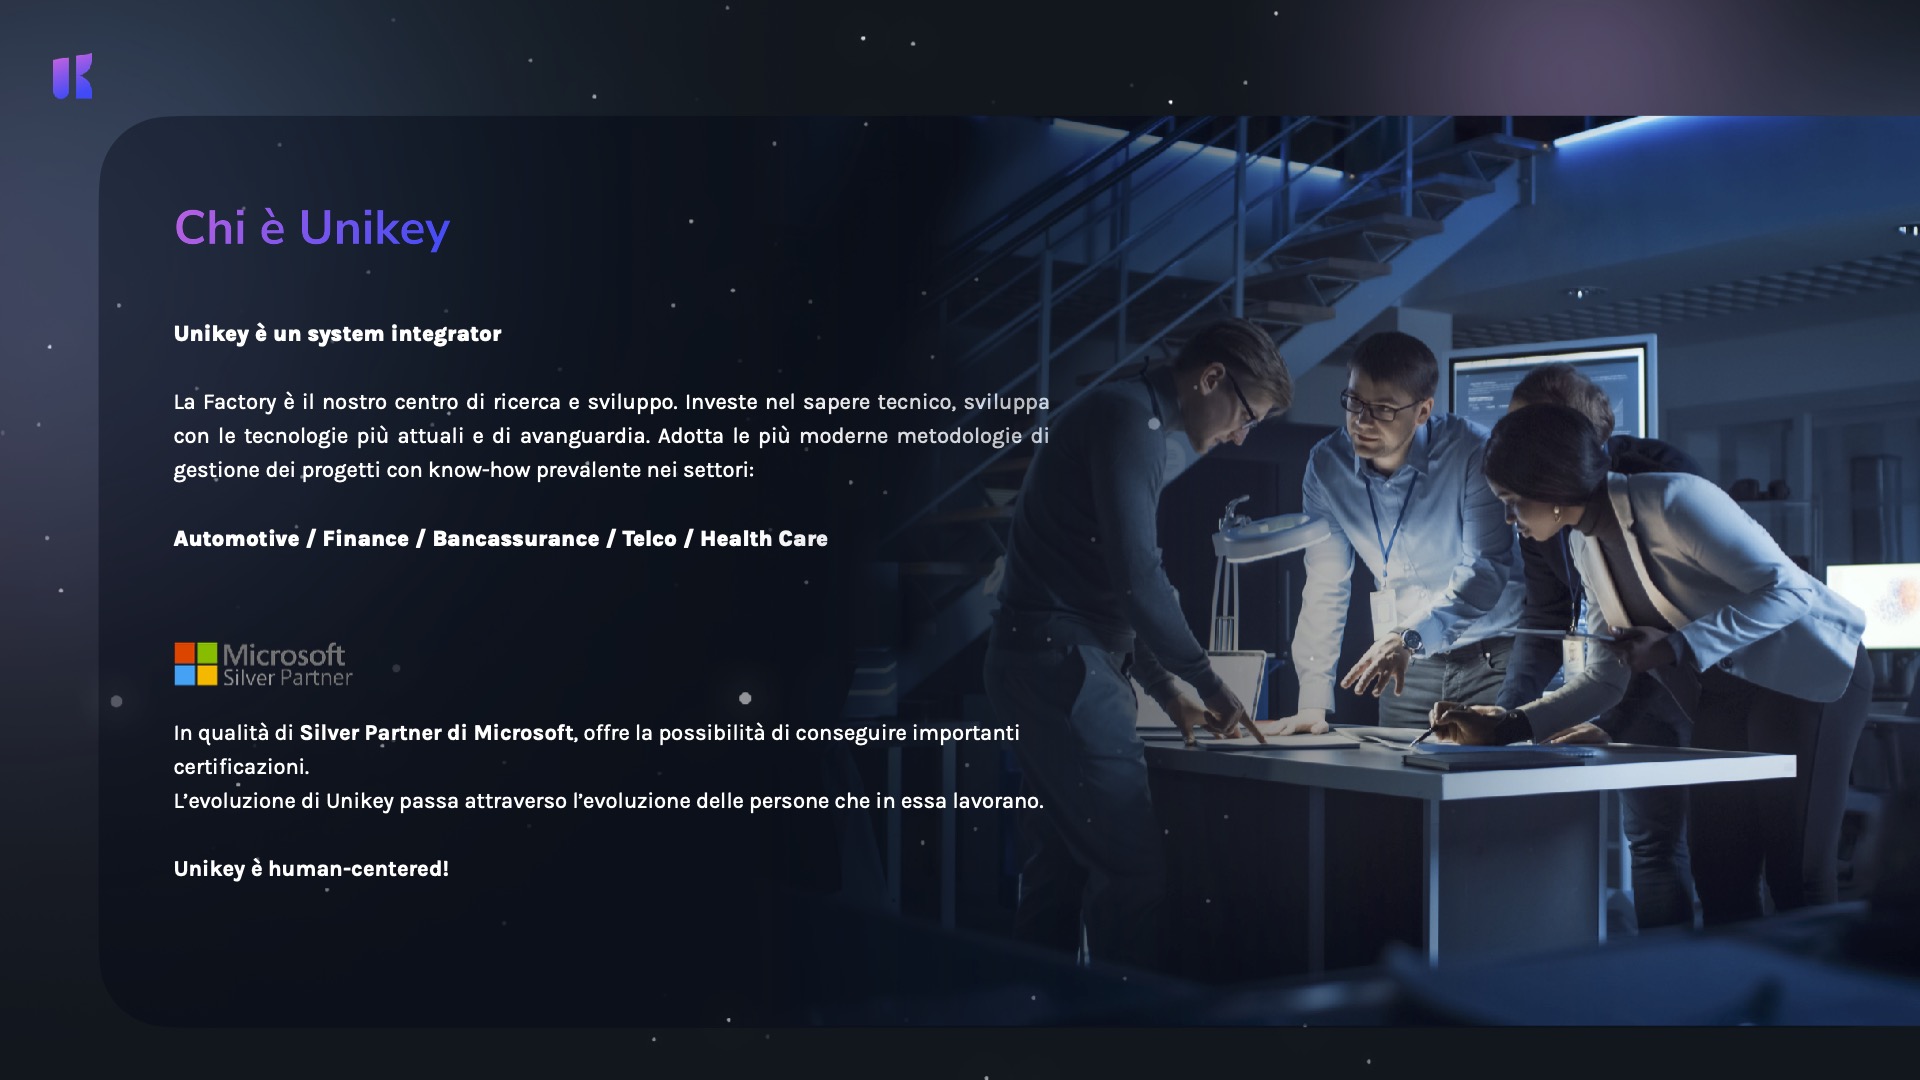 Chi è Unikey
Unikey è un system integrator
La Factory è il nostro centro di ricerca e sviluppo. Investe nel sapere tecnico, sviluppa
con le tecnologie più attuali e di avanguardia. Adotta le più moderne metodologie di
gestione dei progetti con know-how prevalente nei settori:
Automotive / Finance / Bancassurance / Telco / Health Care
Microsoft
Silver Partner
In qualità di Silver Partner di Microsoft, offre la possibilità di conseguire importanti
certificazioni.
L’evoluzione di Unikey passa attraverso l’evoluzione delle persone che in essa lavorano.
Unikey è human-centered!